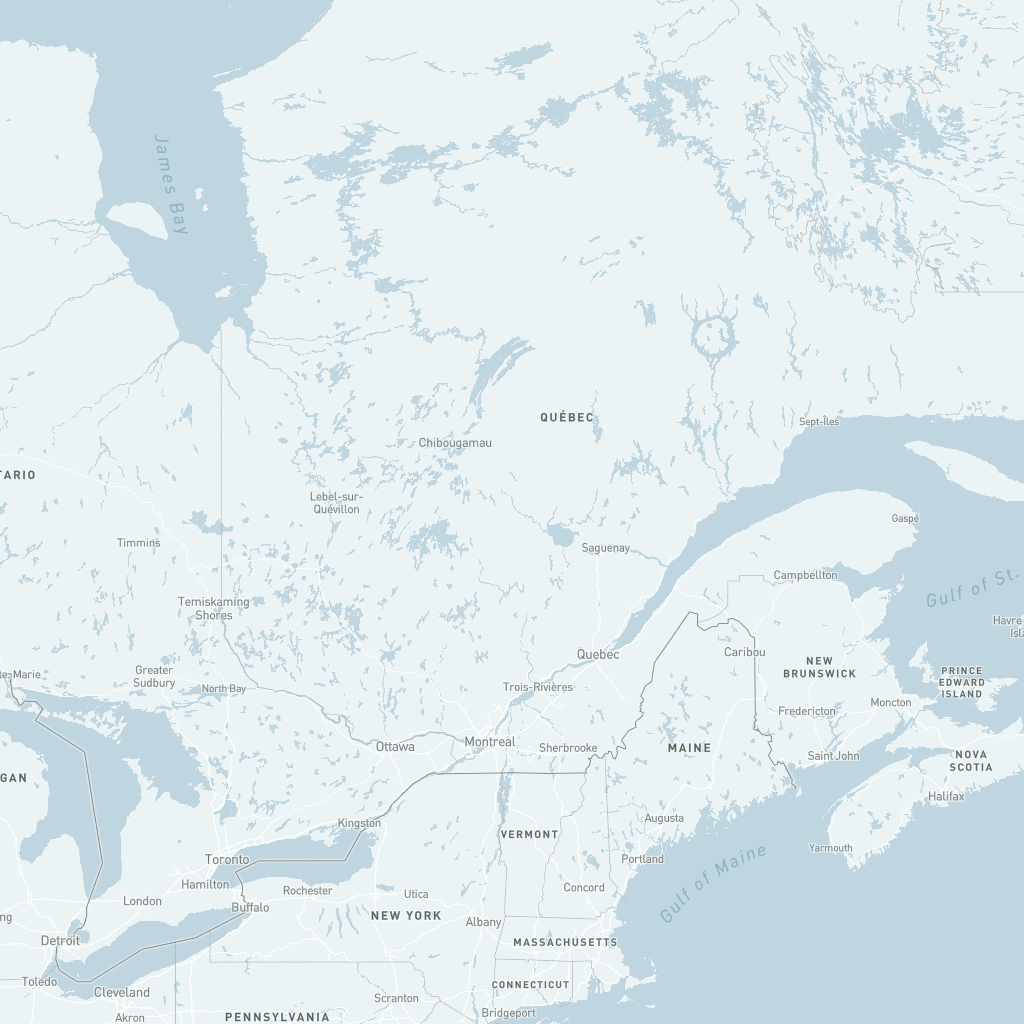 James Bay
QUÉBEC
Sept-Îles
Chibougamau
TARIO
Lebel-sur-
Quévillon
Gaspé
Timmins
Saguenay
Campbellton
Gulf of St.
Temiskaming
Shores
Havre
Isla
Quebec
Caribou
NEW
BRUNSWICK
PRINCE
EDWARD
ISLAND
te-Marie
Greater
Sudbury
North Bay
Trois-Rivières
Fredericton
Moncton
Ottawa
Montreal
Sherbrooke
MAINE
Saint John
NOVA
SCOTIA
GAN
Halifax
Kingston
VERMONT
Augusta
Yarmouth
Toronto
Portland
Gulf of Maine
Hamilton
Rochester
Utica
Concord
London
Buffalo
NEW YORK
Albany
ng
Detroit
MASSACHUSETTS
Toledo
Cleveland
CONNECTICUT
Scranton
Akron
PENNSYLVANIA
Bridgeport